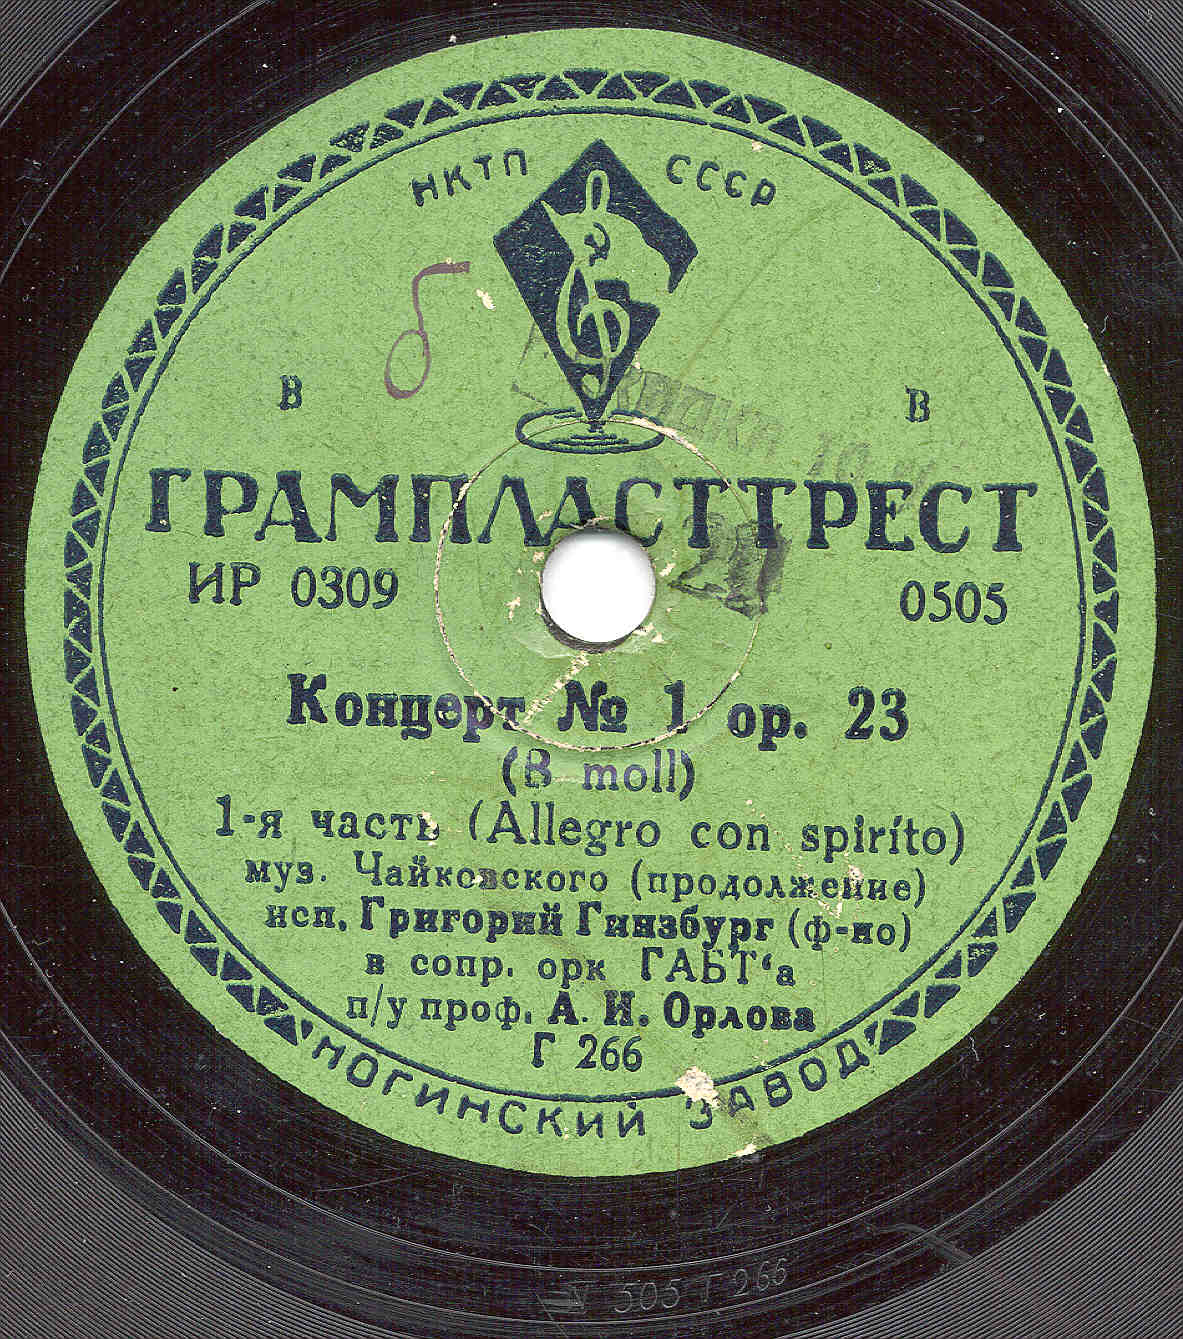 НКТП СССР
В В
ГРАМПЛАСТТРЕСТ
ИР 0309 0505
Концерт № 1 ор. 23
(B moll)
1-я часть (Allegro con spirito)
муз. Чайковского (продолжение)
исп. Григорий Гинзбург (ф-но)
в сопр. орк ГАБТ‘а
п/у проф. А. И. Орлова
Г 266
НОГИНСКИЙ ЗАВОД
505 Г 266